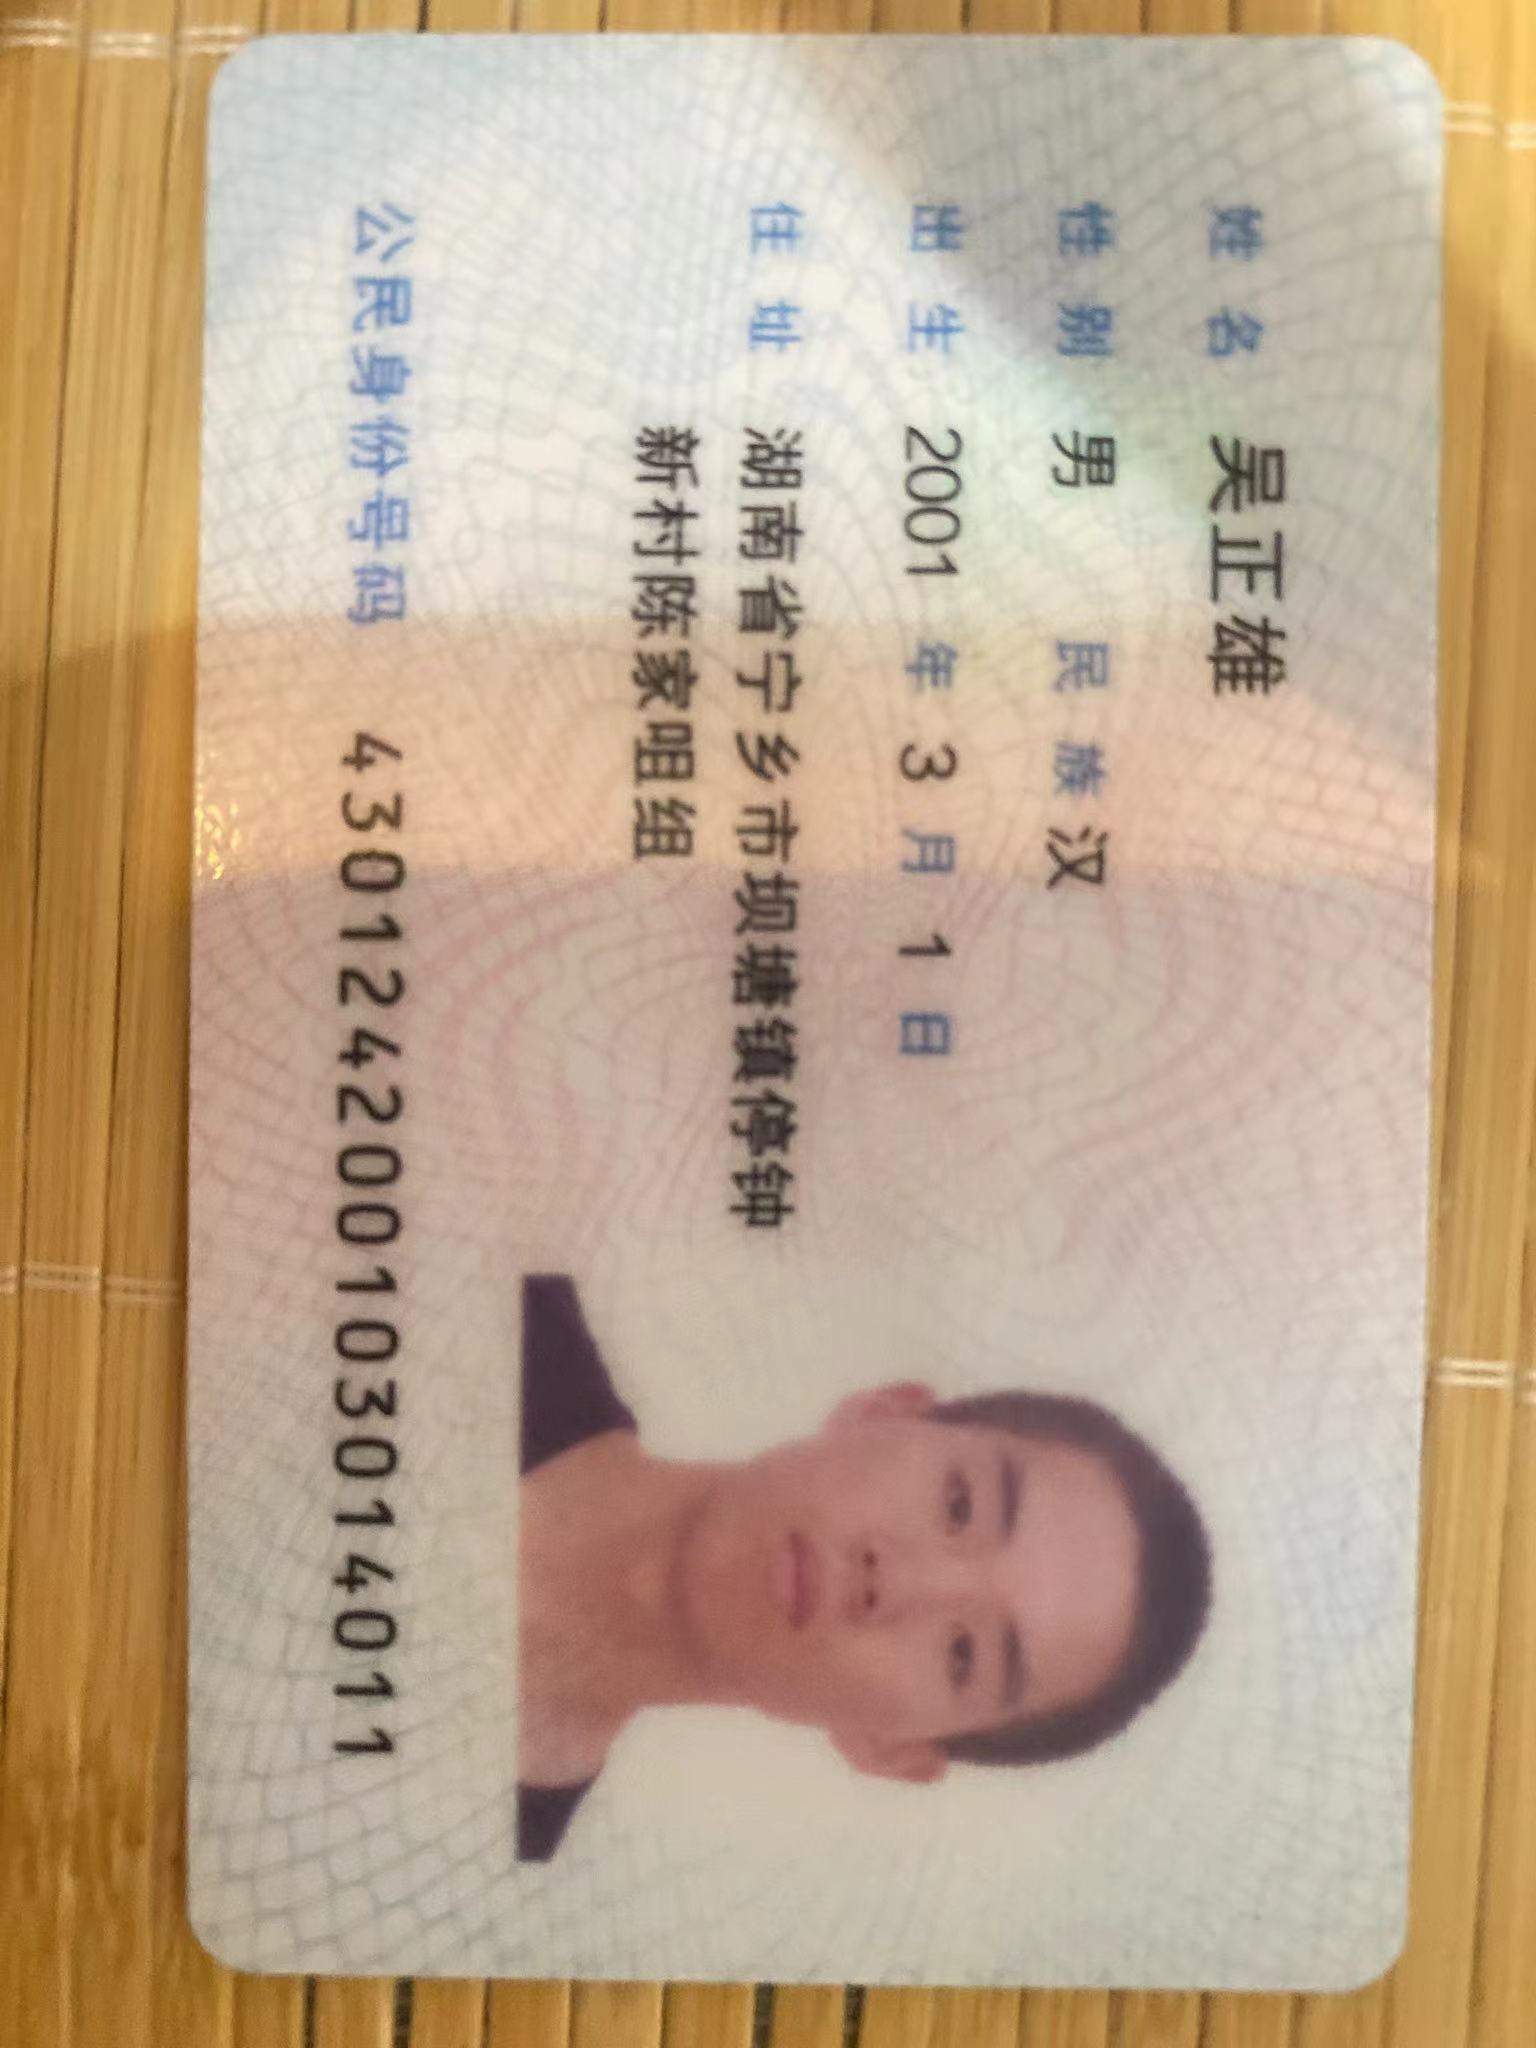 姓名 吴正雄
性别 男 民族 汉
出生 2001 年 3 月 1 日
住址 湖南省宁乡市坝塘镇停钟
新村陈家咀组
公民身份号码 430124200103014011